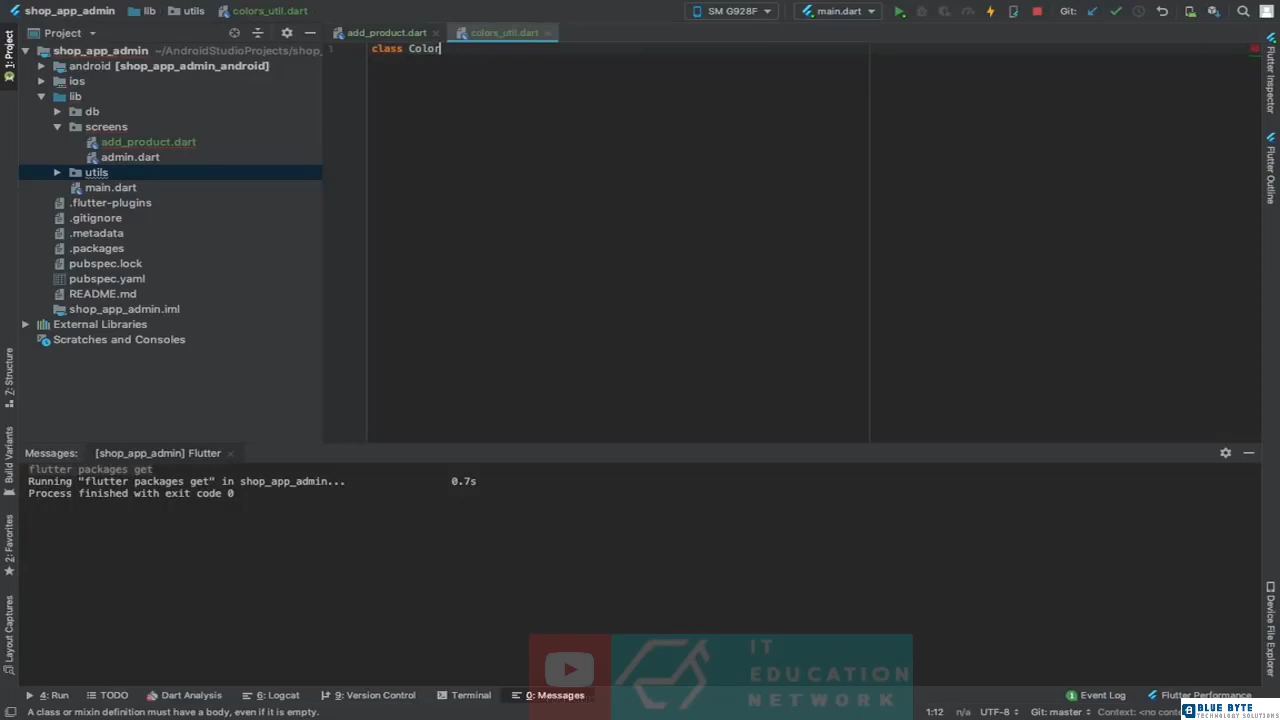 shop_app_admin lib utils colors_util.dart SM G928F main.dart Git:
1: Project
Project
add_product.dart
colors_util.dart
shop_app_admin ~/AndroidStudioProjects/shop_
android [shop_app_admin_android]
ios
lib
db
screens
add_product.dart
admin.dart
utils
main.dart
.flutter-plugins
.gitignore
.metadata
.packages
pubspec.lock
pubspec.yaml
README.md
shop_app_admin.iml
External Libraries
Scratches and Consoles
1 class Color
Flutter Inspector
Flutter Outline
Z: Structure
Build Variants
2: Favorites
Layout Captures
Device File Explorer
Messages: [shop_app_admin] Flutter
flutter packages get
Running "flutter packages get" in shop_app_admin... 0.7s
Process finished with exit code 0
IT
EDUCATION
NETWORK
4: Run TODO Dart Analysis 6: Logcat 9: Version Control Terminal 0: Messages Event Log Flutter Performance
A class or mixin definition must have a body, even if it is empty. 1:12 n/a UTF-8 Git: master Context: <no conte
BLUE BYTE
TECHNOLOGY SOLUTIONS